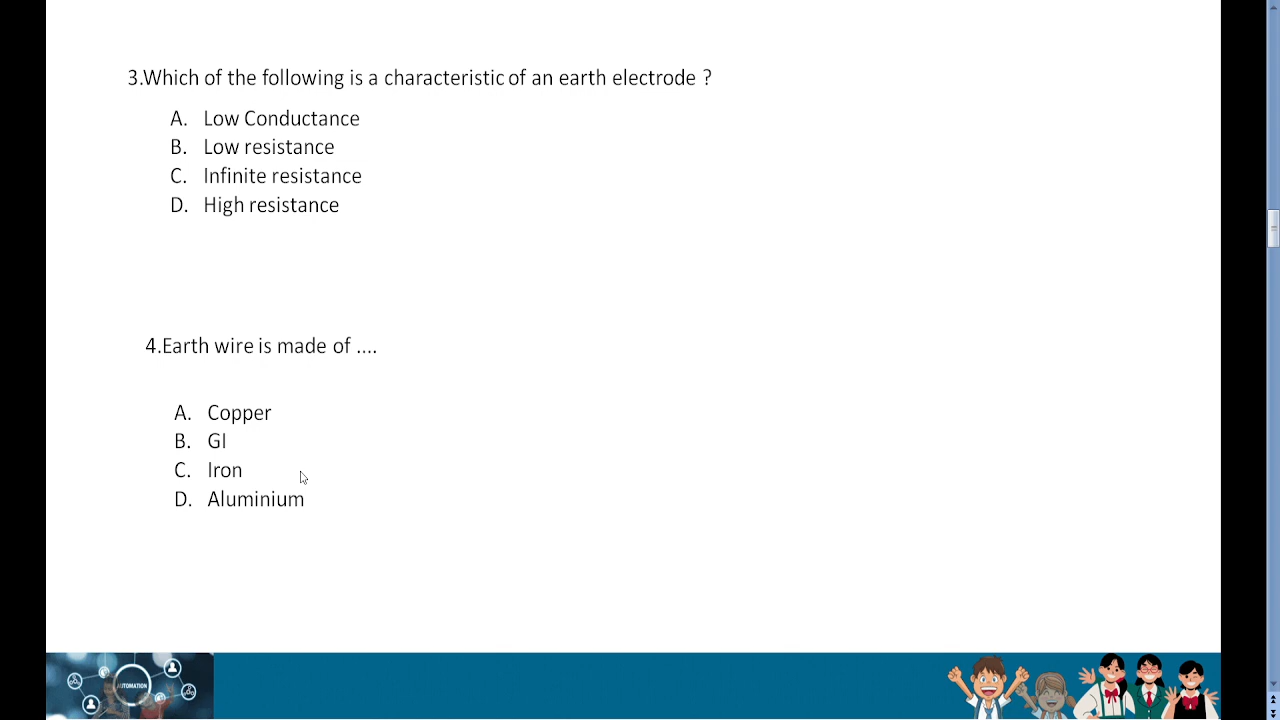 3.Which of the following is a characteristic of an earth electrode ?
A. Low Conductance
B. Low resistance
C. Infinite resistance
D. High resistance
4.Earth wire is made of ....
A. Copper
B. GI
C. Iron
D. Aluminium
AUTOMATION